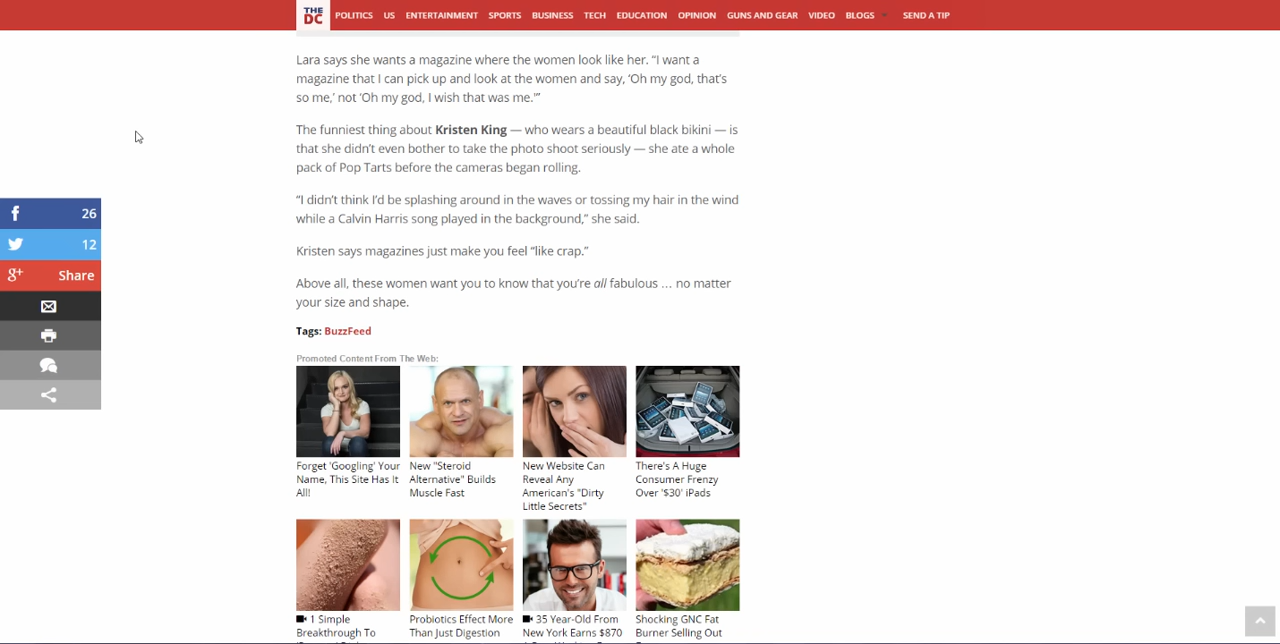 THE DC POLITICS US ENTERTAINMENT SPORTS BUSINESS TECH EDUCATION OPINION GUNS AND GEAR VIDEO BLOGS SEND A TIP
Lara says she wants a magazine where the women look like her. “I want a
magazine that I can pick up and look at the women and say, ‘Oh my god, that’s
so me,’ not ‘Oh my god, I wish that was me.’”
The funniest thing about Kristen King — who wears a beautiful black bikini — is
that she didn’t even bother to take the photo shoot seriously — she ate a whole
pack of Pop Tarts before the cameras began rolling.
“I didn’t think I’d be splashing around in the waves or tossing my hair in the wind
while a Calvin Harris song played in the background,” she said.
Kristen says magazines just make you feel “like crap.”
Above all, these women want you to know that you’re all fabulous … no matter
your size and shape.
Tags: BuzzFeed
f 26
12
g+ Share
Promoted Content From The Web:
Forget 'Googling' Your
Name, This Site Has It
All!
New "Steroid
Alternative" Builds
Muscle Fast
New Website Can
Reveal Any
American's "Dirty
Little Secrets"
There's A Huge
Consumer Frenzy
Over '$30' iPads
1 Simple
Breakthrough To
Probiotics Effect More
Than Just Digestion
35 Year-Old From
New York Earns $870
Shocking GNC Fat
Burner Selling Out